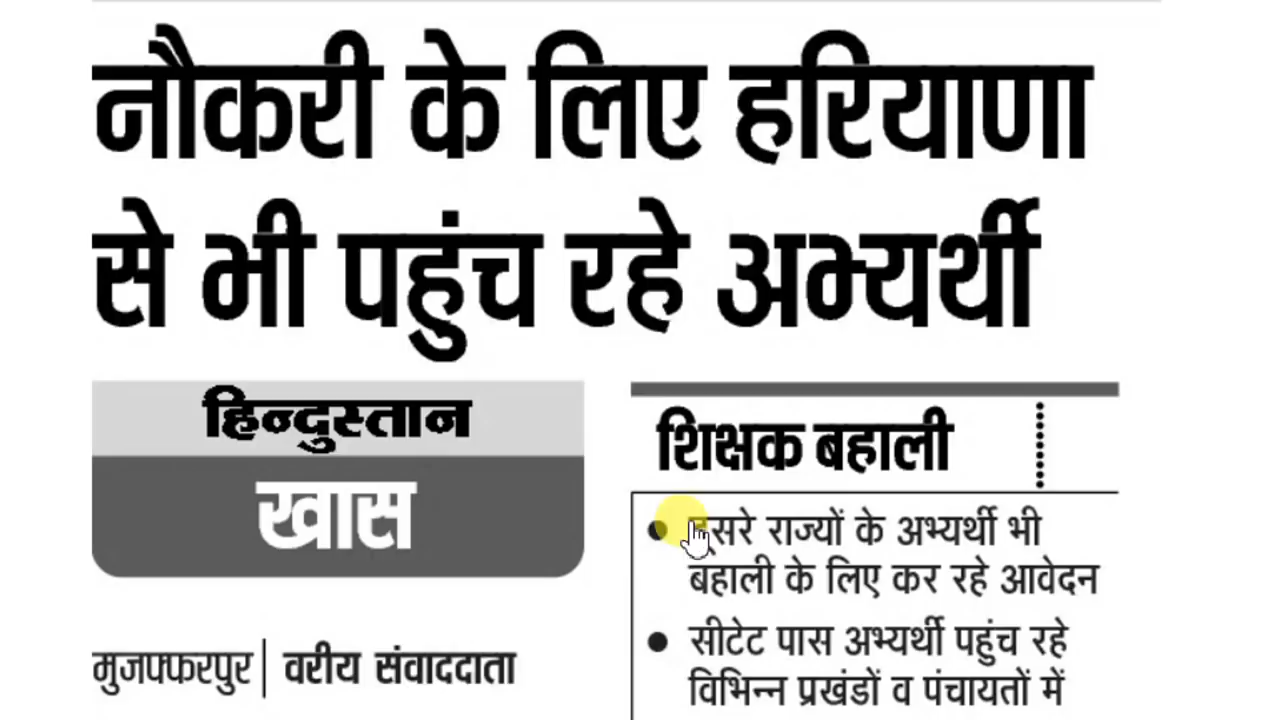 नौकरी के लिए हरियाणा
से भी पहुंच रहे अभ्यर्थी
हिन्दुस्तान
खास
मुजफ्फरपुर | वरीय संवाददाता
शिक्षक बहाली
● दूसरे राज्यों के अभ्यर्थी भी
बहाली के लिए कर रहे आवेदन
● सीटेट पास अभ्यर्थी पहुंच रहे
विभिन्न प्रखंडों व पंचायतों में